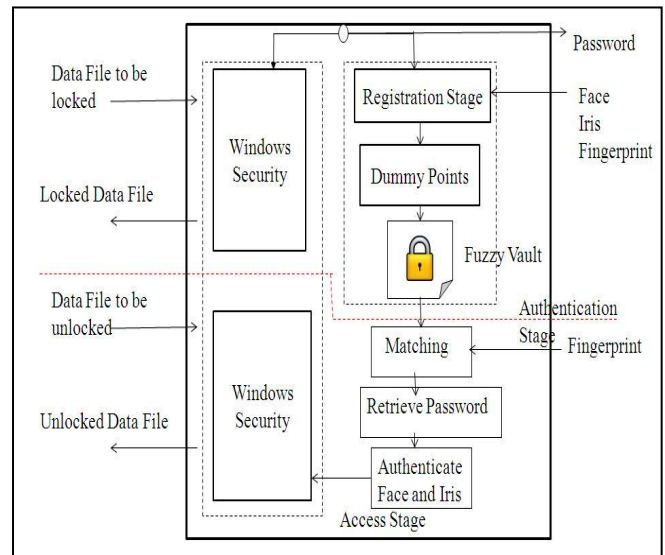 Password
Data File to be
locked
Registration Stage
Face
Iris
Fingerprint
Windows
Security
Dummy Points
Locked Data File
Fuzzy Vault
Data File to be
unlocked
Authentication
Stage
Matching
Fingerprint
Windows
Security
Retrieve Password
Unlocked Data File
Authenticate
Face and Iris
Access Stage